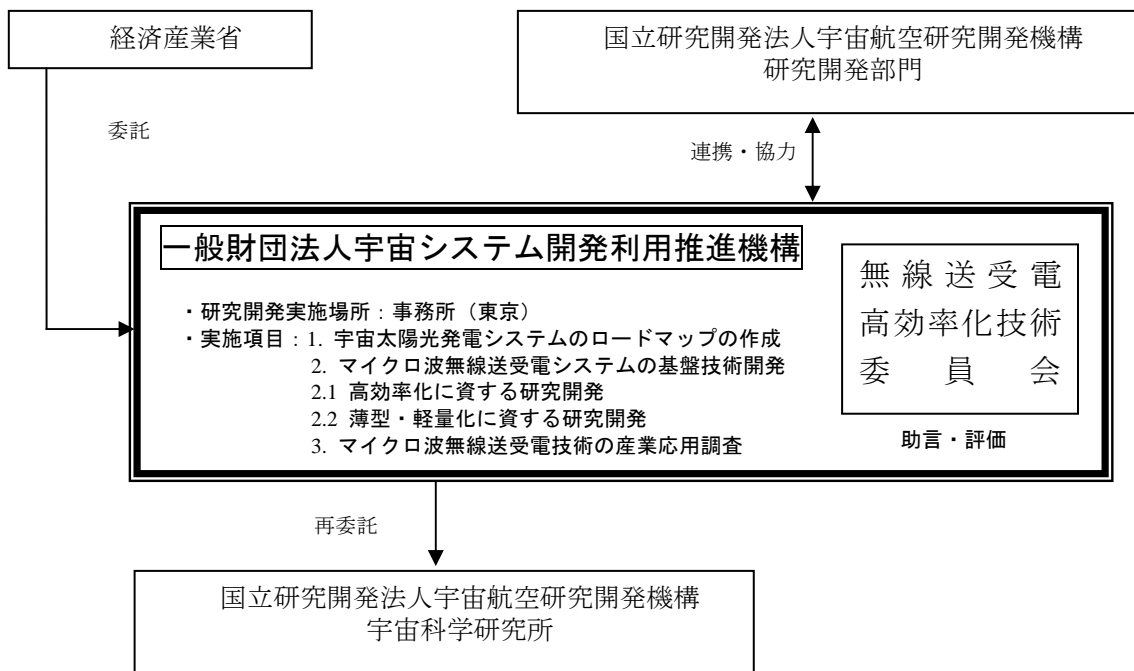 経済産業省
国立研究開発法人宇宙航空研究開発機構
研究開発部門
委託
連携・協力
一般財団法人宇宙システム開発利用推進機構
・研究開発実施場所：事務所（東京）
・実施項目：1. 宇宙太陽光発電システムのロードマップの作成
2. マイクロ波無線送受電システムの基盤技術開発
2.1 高効率化に資する研究開発
2.2 薄型・軽量化に資する研究開発
3. マイクロ波無線送受電技術の産業応用調査
無線送受電
高効率化技術
委員会
助言・評価
再委託
国立研究開発法人宇宙航空研究開発機構
宇宙科学研究所